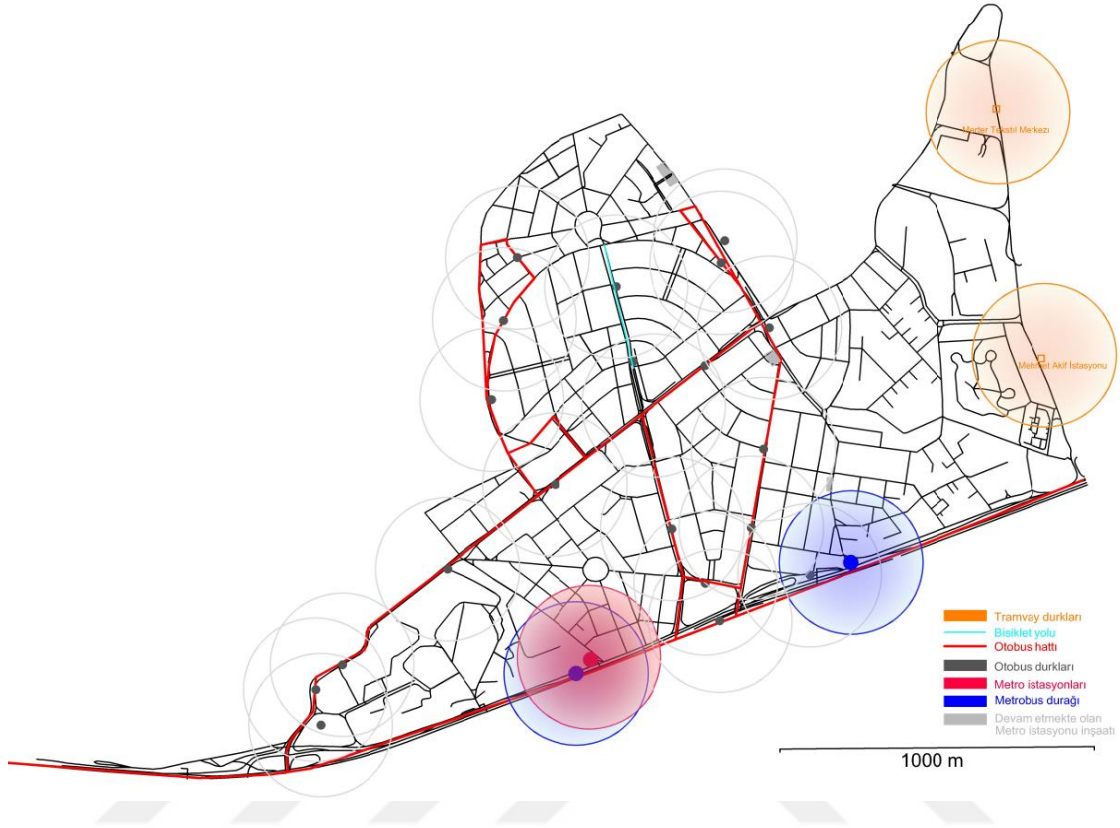 Merter Tekstil Merkezi
Mehmet Akif İstasyonu
Tramvay durkları
Bisiklet yolu
Otobus hattı
Otobus durkları
Metro istasyonları
Metrobus durağı
Devam etmekte olan
Metro istasyonu inşaatı
1000 m